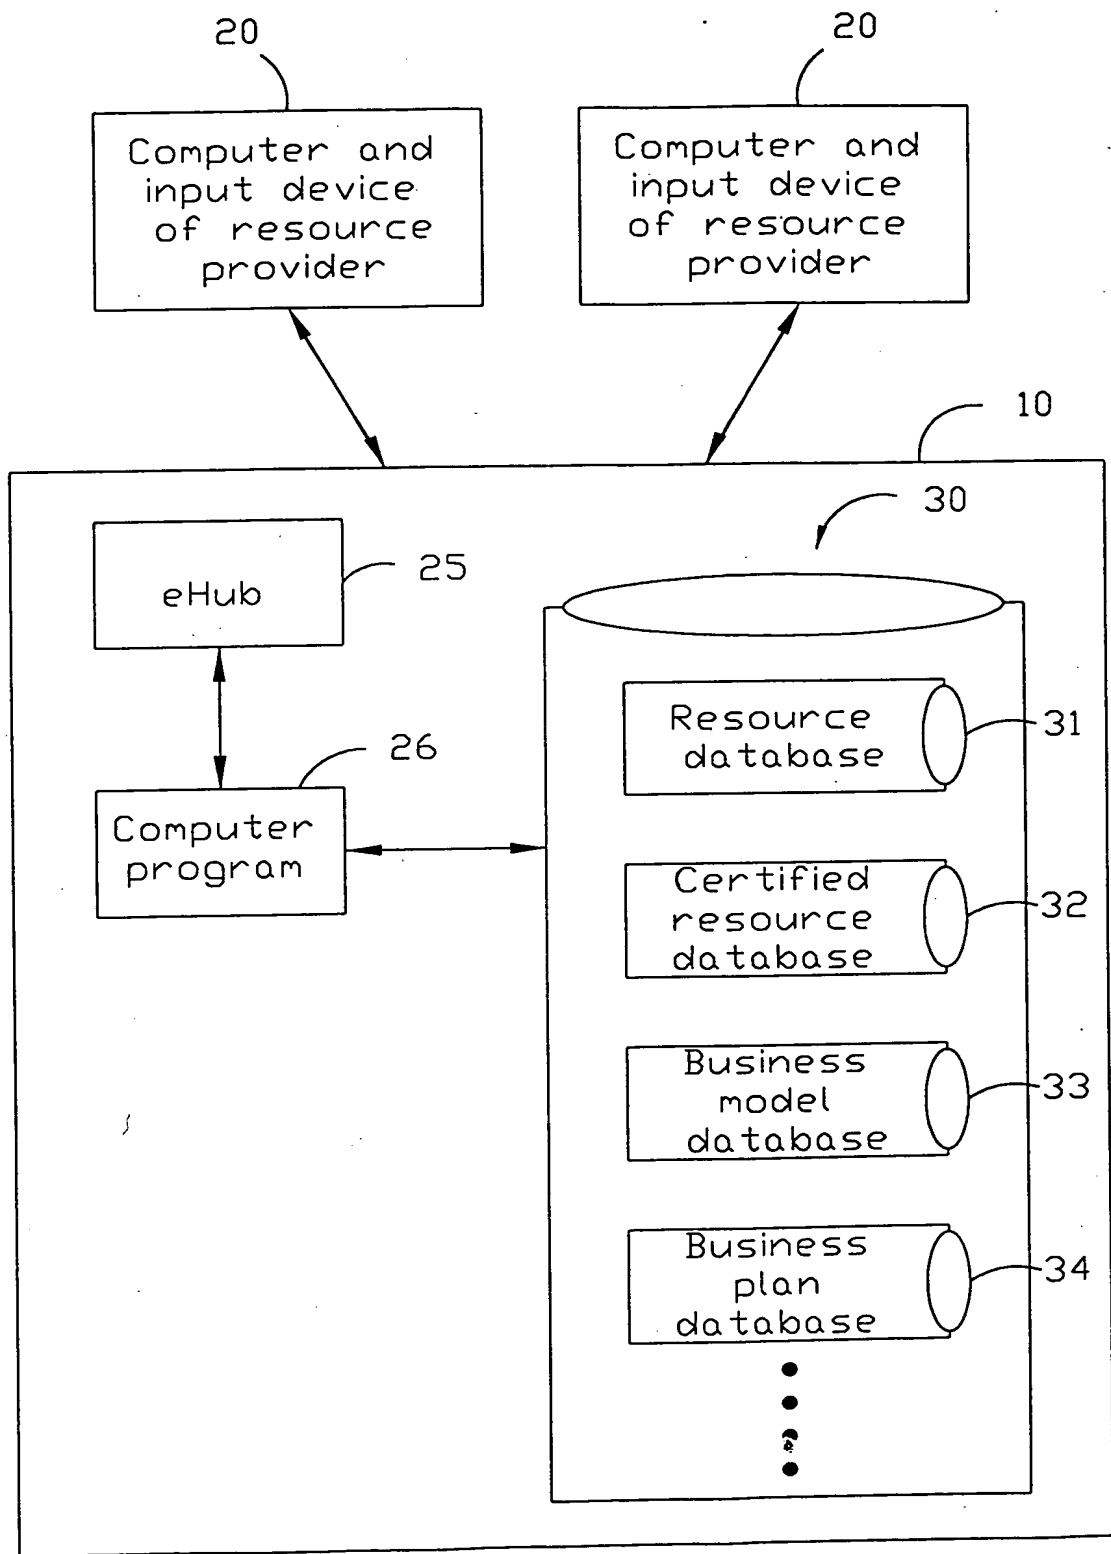 20
20
Computer and
input device
of resource
provider
Computer and
input device
of resource
provider
10
30
eHub
25
26
Computer
program
Resource
database
31
Certified
resource
database
32
Business
model
database
33
Business
plan
database
34